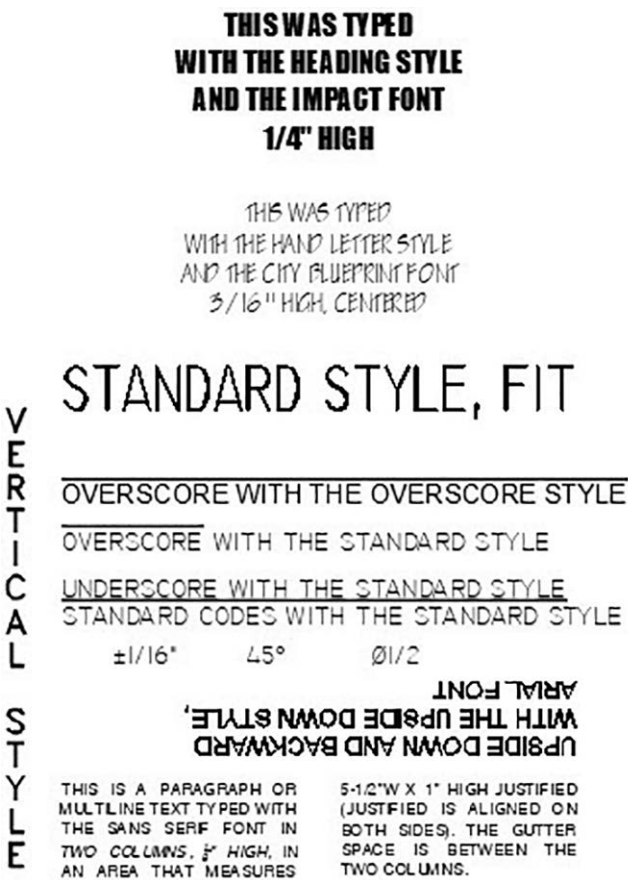 THIS WAS TYPED
WITH THE HEADING STYLE
AND THE IMPACT FONT
1/4" HIGH
THIS WAS TYPED
WITH THE HAND LETTER STYLE
AND THE CITY BLUEPRINT FONT
3/16" HIGH, CENTERED
STANDARD STYLE, FIT
VERTICAL STYLE
OVERSCORE WITH THE OVERSCORE STYLE
OVERSCORE WITH THE STANDARD STYLE
UNDERSCORE WITH THE STANDARD STYLE
STANDARD CODES WITH THE STANDARD STYLE
±1/16" 45° Ø1/2
UPSIDE DOWN AND BACKWARD
WITH THE UPSIDE DOWN STYLE,
ARIAL FONT
THIS IS A PARAGRAPH OR
MULTILINE TEXT TYPED WITH
THE SANS SERIF FONT IN
TWO COLUMNS, ⅛" HIGH, IN
AN AREA THAT MEASURES
5-1/2"W X 1" HIGH JUSTIFIED
(JUSTIFIED IS ALIGNED ON
BOTH SIDES). THE GUTTER
SPACE IS BETWEEN THE
TWO COLUMNS.